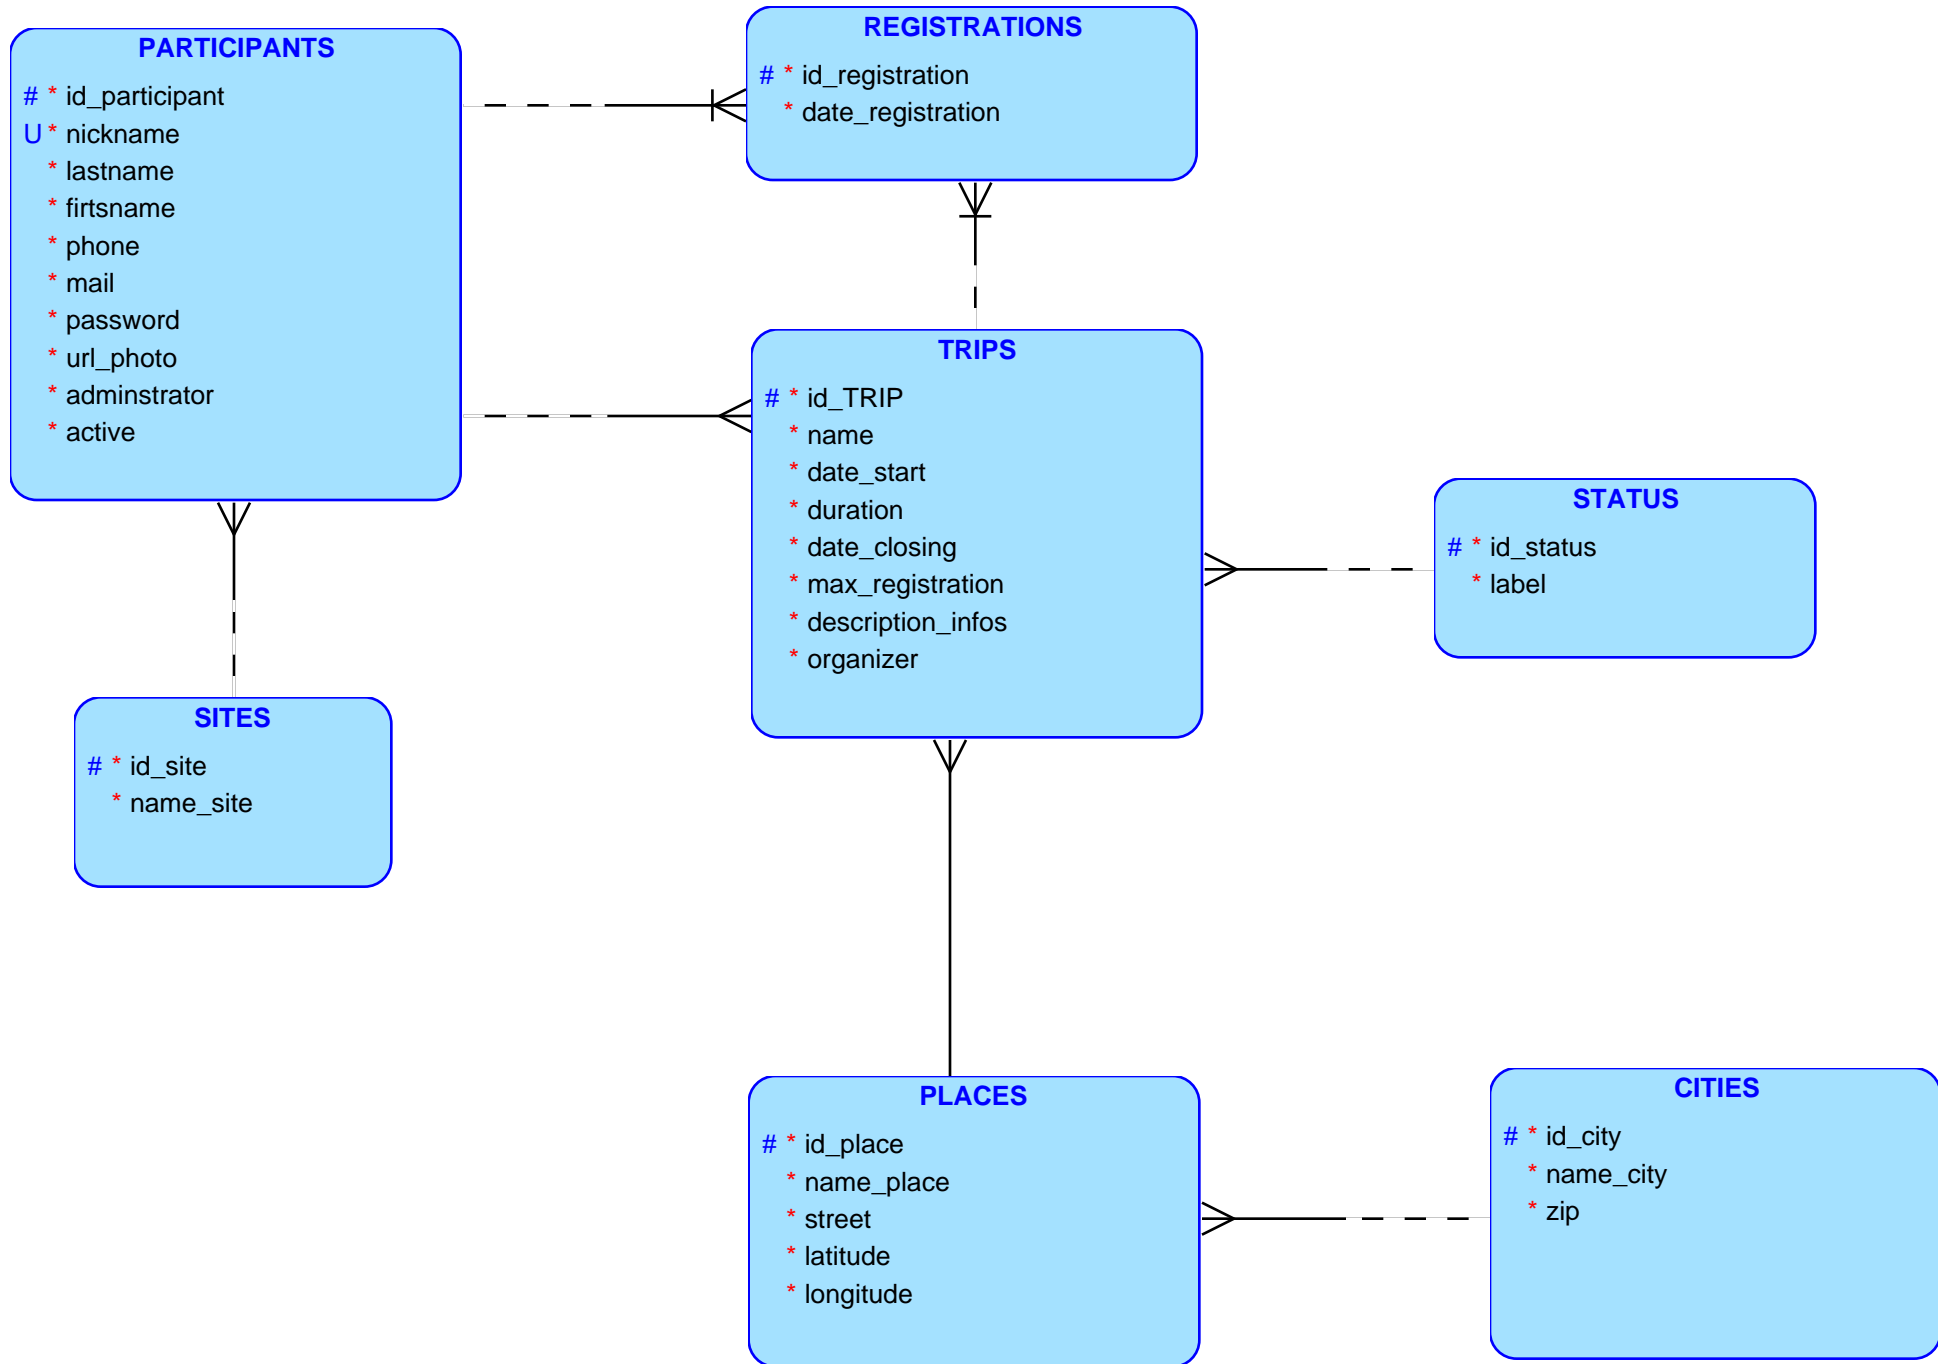 PARTICIPANTS
# * id_participant
U * nickname
* lastname
* firtsname
* phone
* mail
* password
* url_photo
* adminstrator
* active
REGISTRATIONS
# * id_registration
* date_registration
TRIPS
# * id_TRIP
* name
* date_start
* duration
* date_closing
* max_registration
* description_infos
* organizer
STATUS
# * id_status
* label
SITES
# * id_site
* name_site
PLACES
# * id_place
* name_place
* street
* latitude
* longitude
CITIES
# * id_city
* name_city
* zip